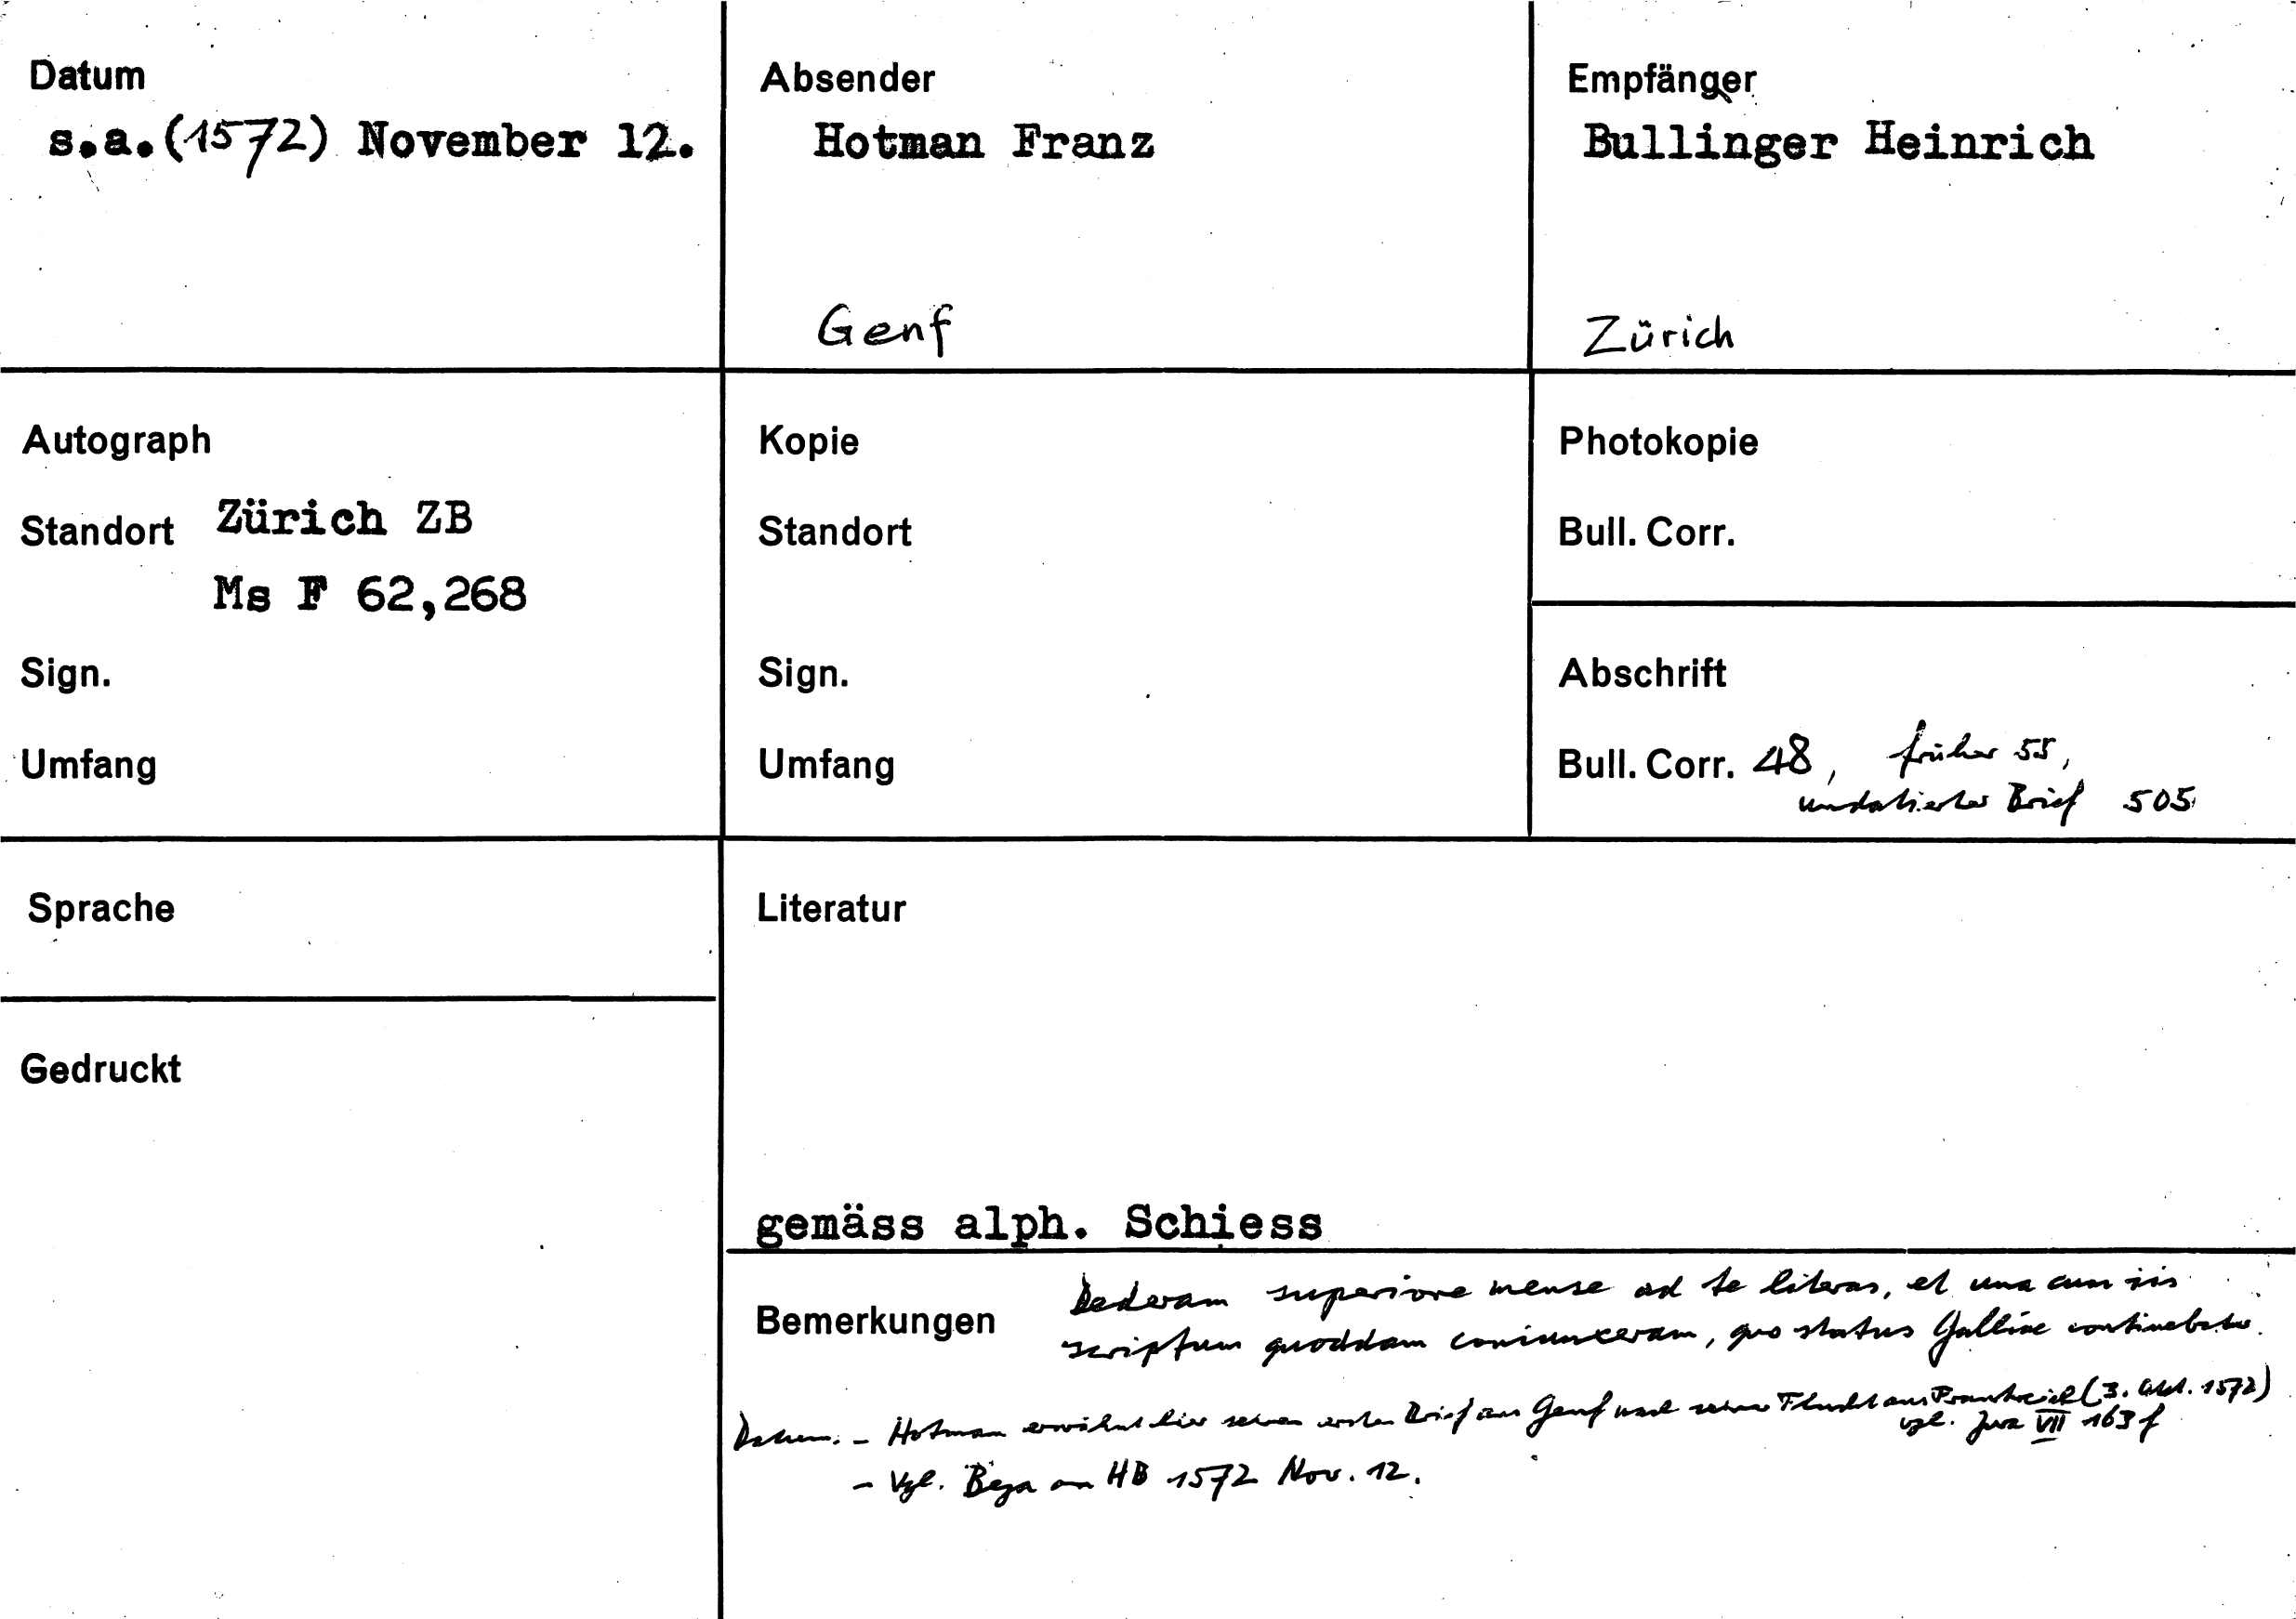 Datum
s.a.(1572) November 12.
Absender
Hotman Franz
Genf
Empfänger
Bullinger Heinrich
Zürich
Autograph
Standort Zürich ZB
Ms F 62,268
Sign.
Umfang
Kopie
Standort
Sign.
Umfang
Photokopie
Bull. Corr.
Abschrift
Bull. Corr. 48, früher 55,
undatierter Brief 505
Sprache
Gedruckt
Literatur
gemäss alph. Schiess
Bemerkungen
Dederam superiore mense ad te literas, et una cum iis
scriptum quoddam coniunxeram, quo status Galliae continebatur.
Datum: - Hotman erwähnt hier seinen ersten Brief aus Genf nach seiner Flucht aus Frankreich (3. Okt. 1572)
vgl. Jura VII 163f
- Vgl. Beza an HB 1572 Nov. 12.